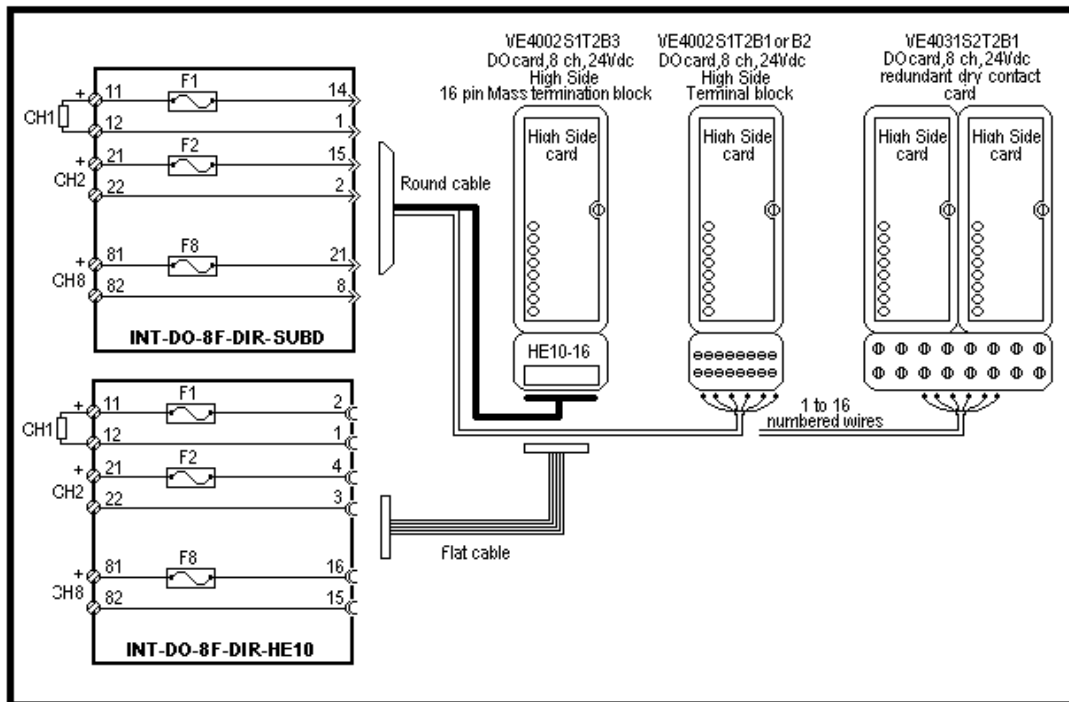 VE4002S1T2B3
DO card, 8 ch, 24Vdc
High Side
16 pin Mass termination block
VE4002S1T2B1 or B2
DO card, 8 ch, 24Vdc
High Side
Terminal block
VE4031S2T2B1
DO card, 8 ch, 24Vdc
redundant dry contact
card
F1
+ 11 14
CH1
12 1
F2
+ 21 15
CH2
22 2
F8
+ 81 21
CH8
82 8
INT-DO-8F-DIR-SUBD
Round cable
High Side
card
High Side
card
High Side
card
High Side
card
HE10-16
1 to 16
numbered wires
Flat cable
F1
+ 11 2
CH1
12 1
F2
+ 21 4
CH2
22 3
F8
+ 81 16
CH8
82 15
INT-DO-8F-DIR-HE10